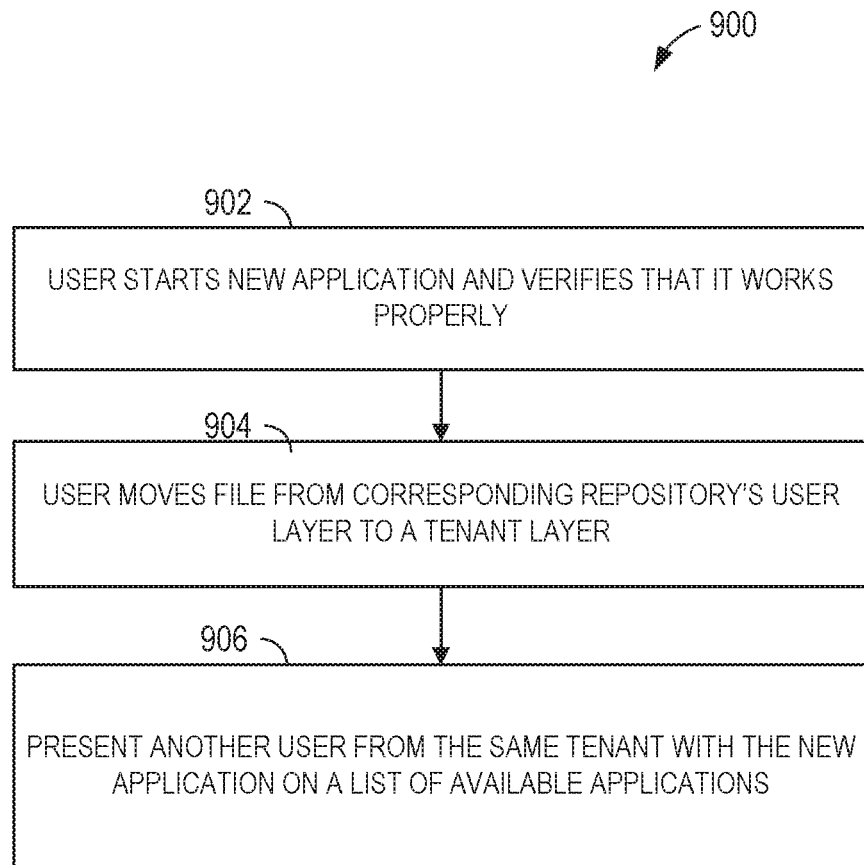 900
902
USER STARTS NEW APPLICATION AND VERIFIES THAT IT WORKS
PROPERLY
904
USER MOVES FILE FROM CORRESPONDING REPOSITORY'S USER
LAYER TO A TENANT LAYER
906
PRESENT ANOTHER USER FROM THE SAME TENANT WITH THE NEW
APPLICATION ON A LIST OF AVAILABLE APPLICATIONS